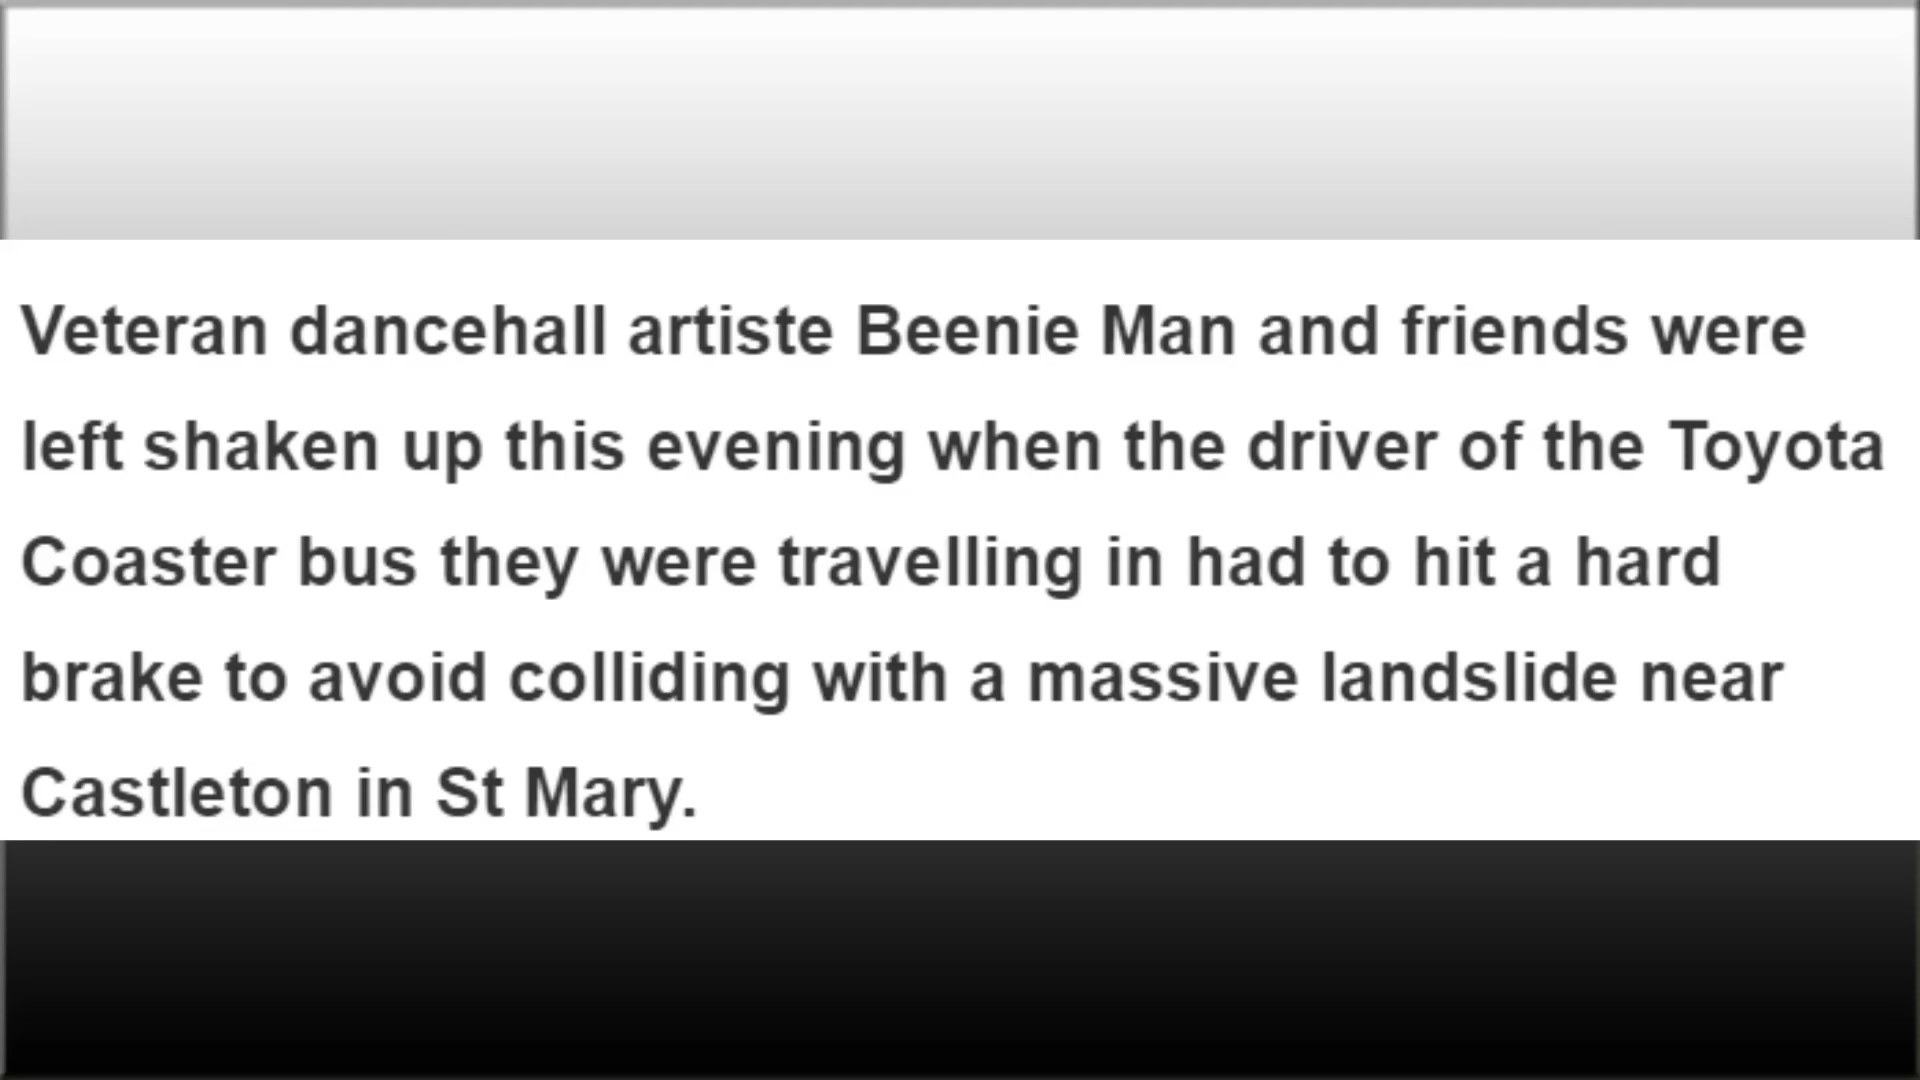 Veteran dancehall artiste Beenie Man and friends were
left shaken up this evening when the driver of the Toyota
Coaster bus they were travelling in had to hit a hard
brake to avoid colliding with a massive landslide near
Castleton in St Mary.